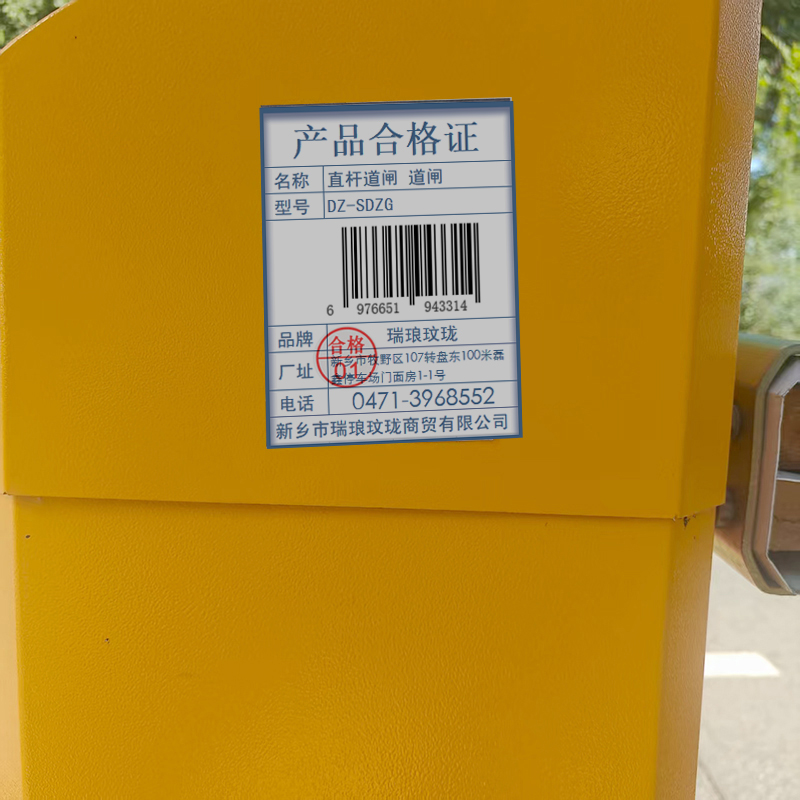 产品合格证
名称 直杆道闸 道闸
型号 DZ-SDZG
6 976651 943314
品牌 瑞琅玟珑
合格
01
厂址 新乡市牧野区107转盘东100米磊
鑫停车场门面房1-1号
电话 0471-3968552
新乡市瑞琅玟珑商贸有限公司